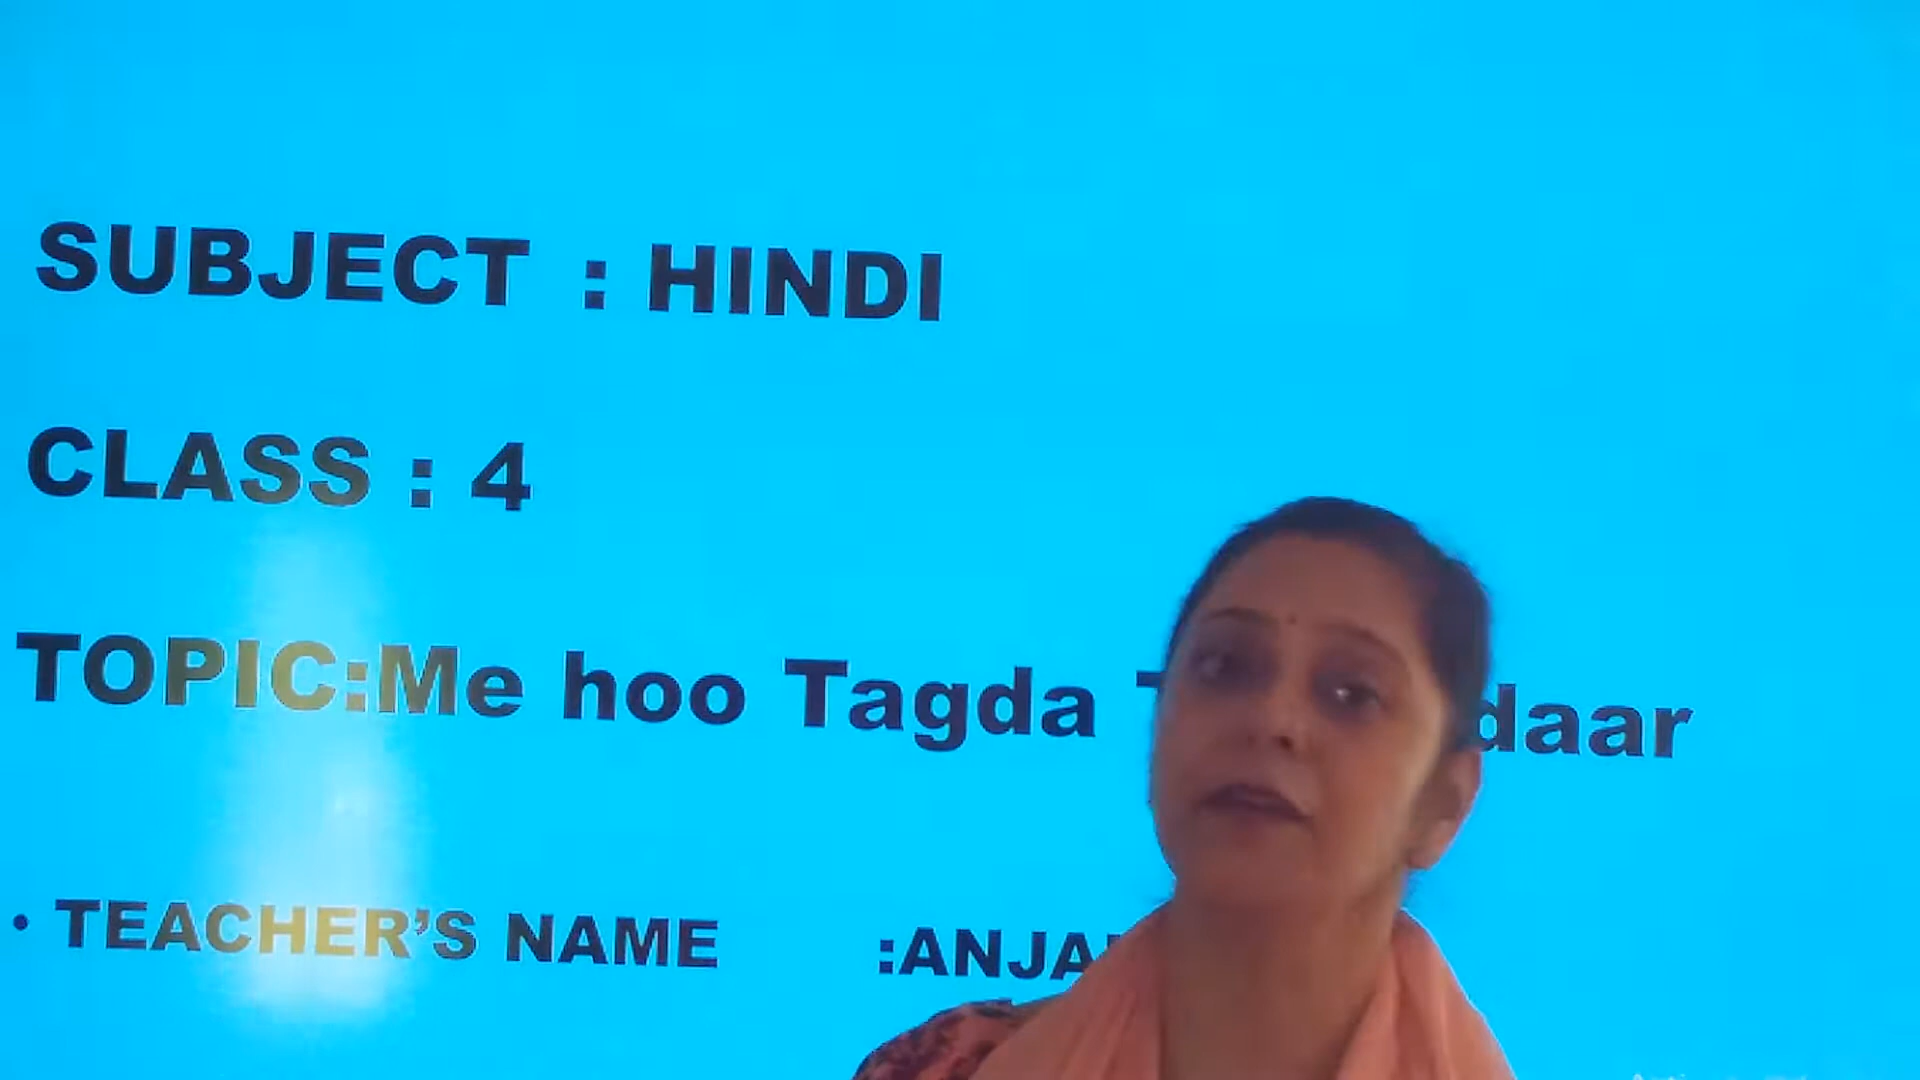 SUBJECT : HINDI
CLASS : 4
TOPIC:Me hoo Tagda
• TEACHER'S NAME :